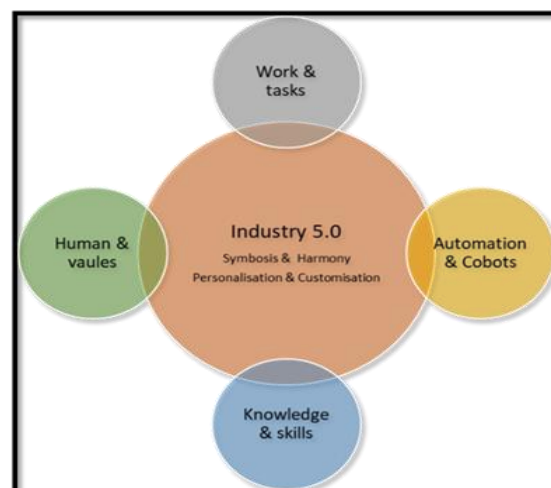 Work &
tasks
Human &
vaules
Industry 5.0
Symbosis & Harmony
Personalisation & Customisation
Automation
& Cobots
Knowledge
& skills